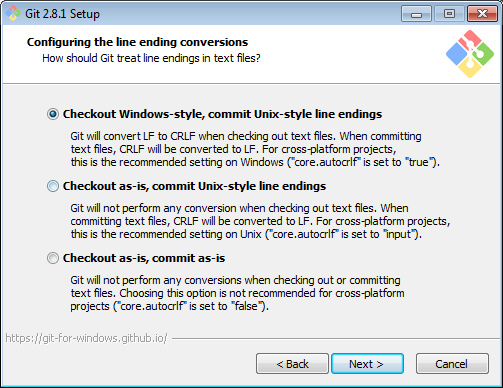 Git 2.8.1 Setup
Configuring the line ending conversions
How should Git treat line endings in text files?
Checkout Windows-style, commit Unix-style line endings
Git will convert LF to CRLF when checking out text files. When committing
text files, CRLF will be converted to LF. For cross-platform projects,
this is the recommended setting on Windows ("core.autocrlf" is set to "true").
Checkout as-is, commit Unix-style line endings
Git will not perform any conversion when checking out text files. When
committing text files, CRLF will be converted to LF. For cross-platform projects,
this is the recommended setting on Unix ("core.autocrlf" is set to "input").
Checkout as-is, commit as-is
Git will not perform any conversions when checking out or committing
text files. Choosing this option is not recommended for cross-platform
projects ("core.autocrlf" is set to "false").
https://git-for-windows.github.io/
< Back
Next >
Cancel